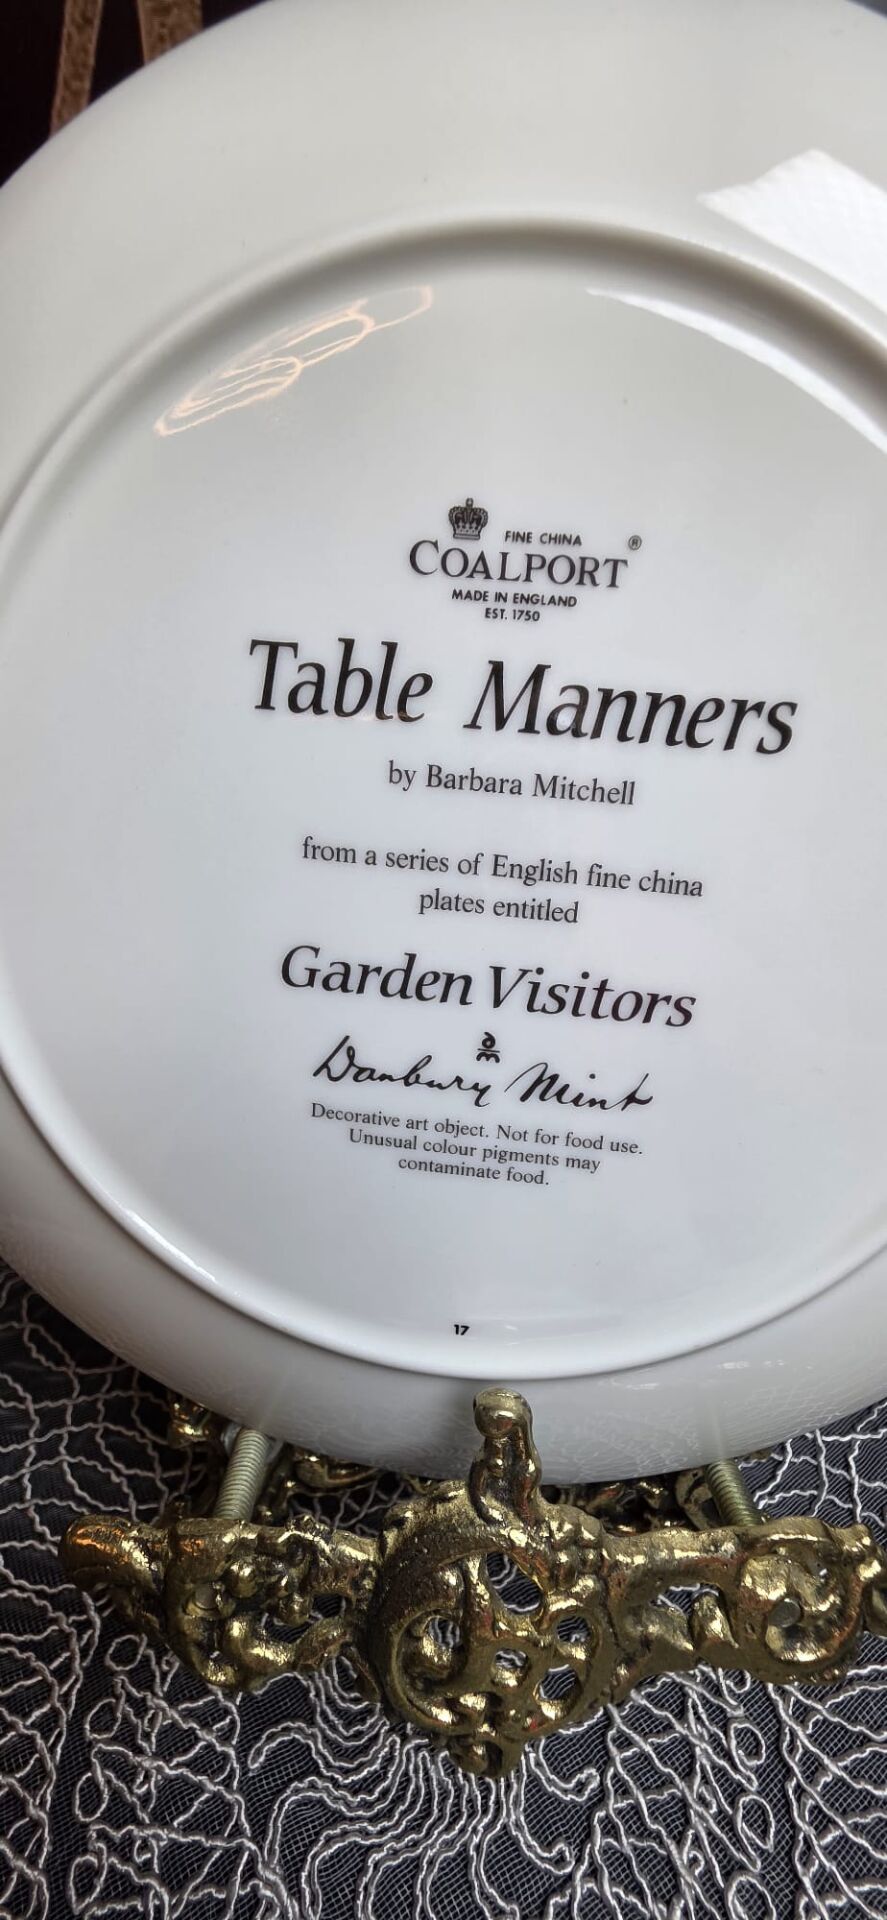 FINE CHINA ®
COALPORT
MADE IN ENGLAND
EST. 1750
Table Manners
by Barbara Mitchell
from a series of English fine china
plates entitled
Garden Visitors
dm
Danbury Mint
Decorative art object. Not for food use.
Unusual colour pigments may
contaminate food.
17